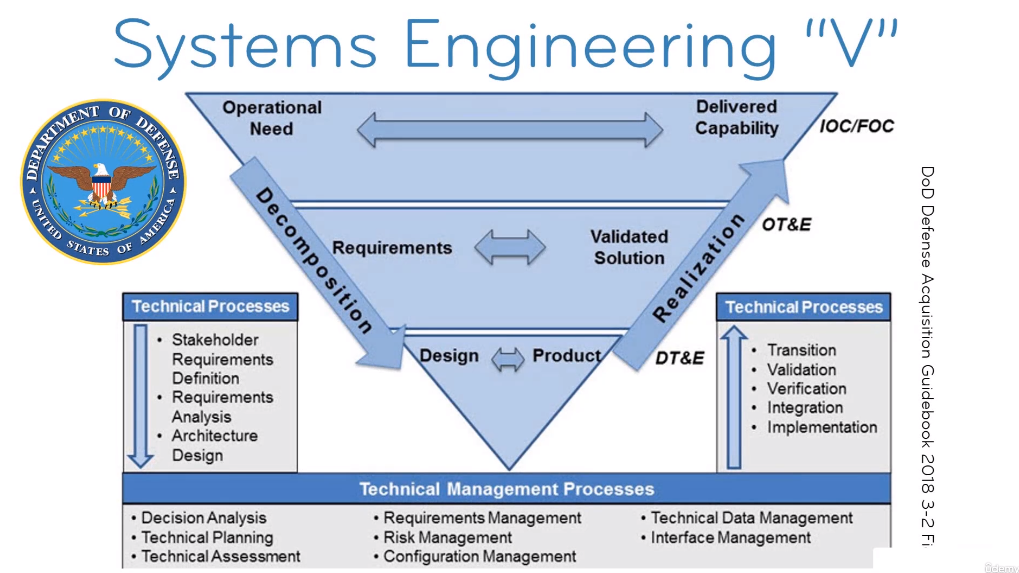 Systems Engineering "V"
DEPARTMENT OF DEFENSE
UNITED STATES OF AMERICA
Operational
Need
Delivered
Capability
IOC/FOC
Decomposition
Realization
OT&E
Requirements
Validated
Solution
Design
Product
DT&E
Technical Processes
• Stakeholder
Requirements
Definition
• Requirements
Analysis
• Architecture
Design
Technical Processes
• Transition
• Validation
• Verification
• Integration
• Implementation
Technical Management Processes
• Decision Analysis
• Technical Planning
• Technical Assessment
• Requirements Management
• Risk Management
• Configuration Management
• Technical Data Management
• Interface Management
DoD Defense Acquisition Guidebook 2018 3-2 Fi
Udemy